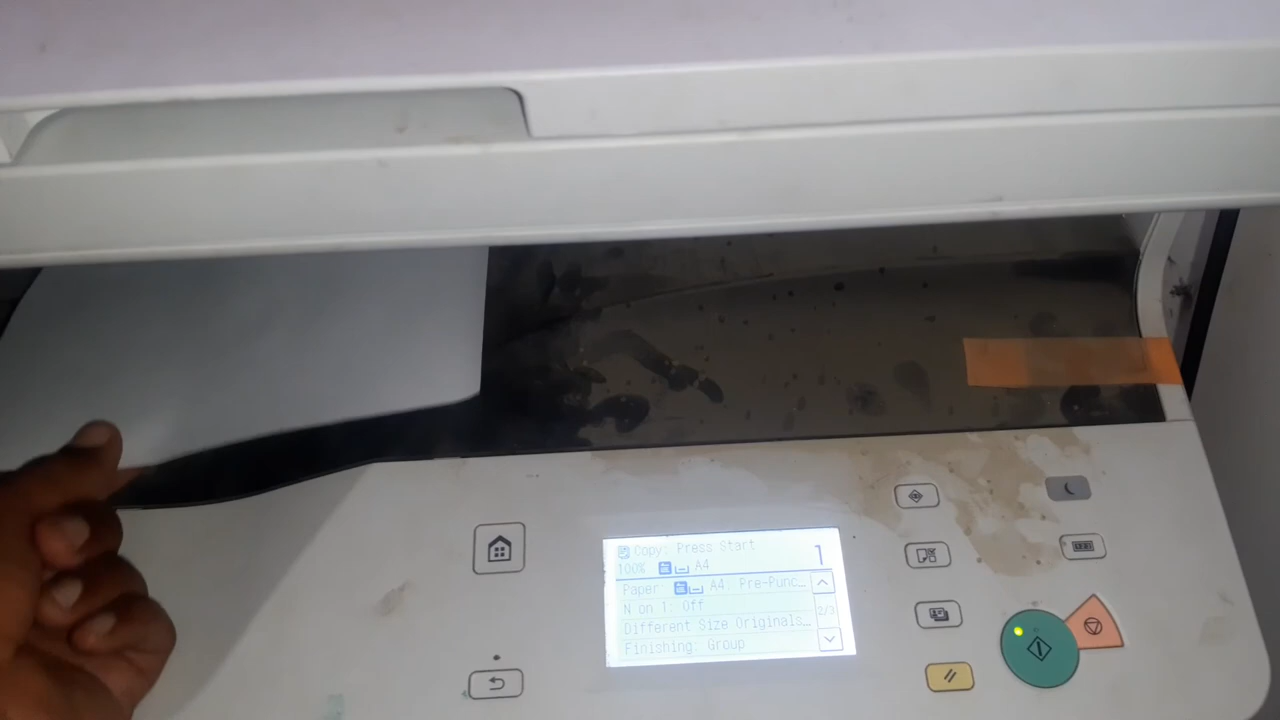 Copy: Press Start
1
100% A4
Paper A4. Pre-Punc...
N on 1: Off
2/3
Different Size Originals...
Finishing: Group